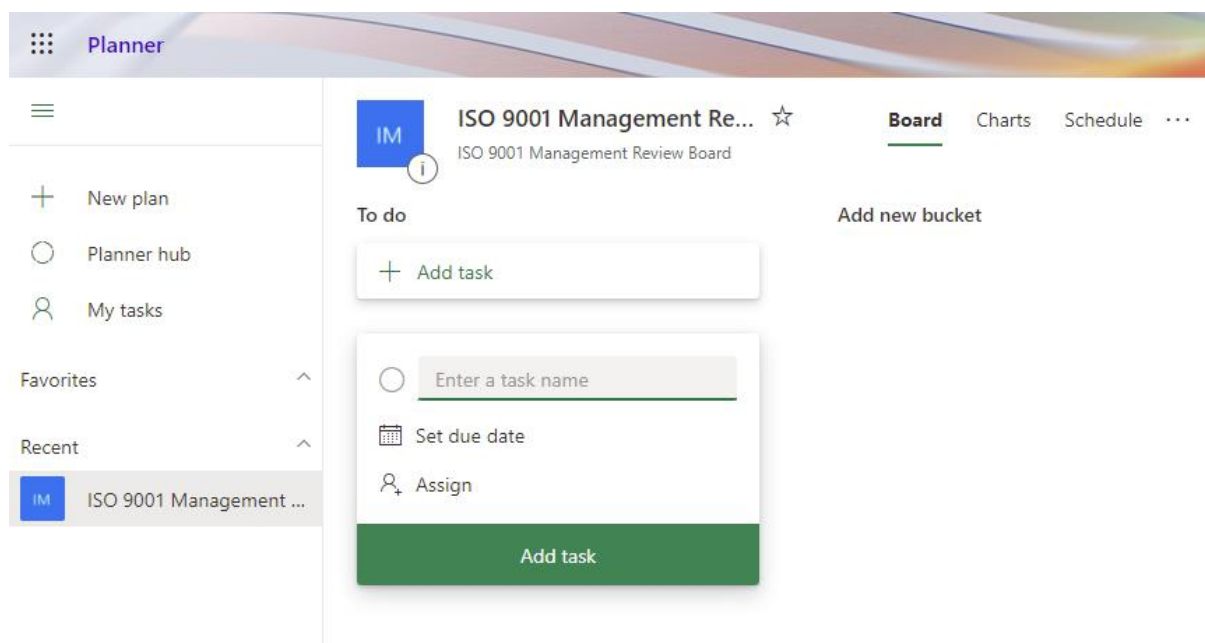 Planner
New plan
Planner hub
My tasks
Favorites
Recent
IM
ISO 9001 Management ...
IM
i
ISO 9001 Management Re...
ISO 9001 Management Review Board
Board Charts Schedule ...
To do
Add task
Enter a task name
Set due date
Assign
Add task
Add new bucket